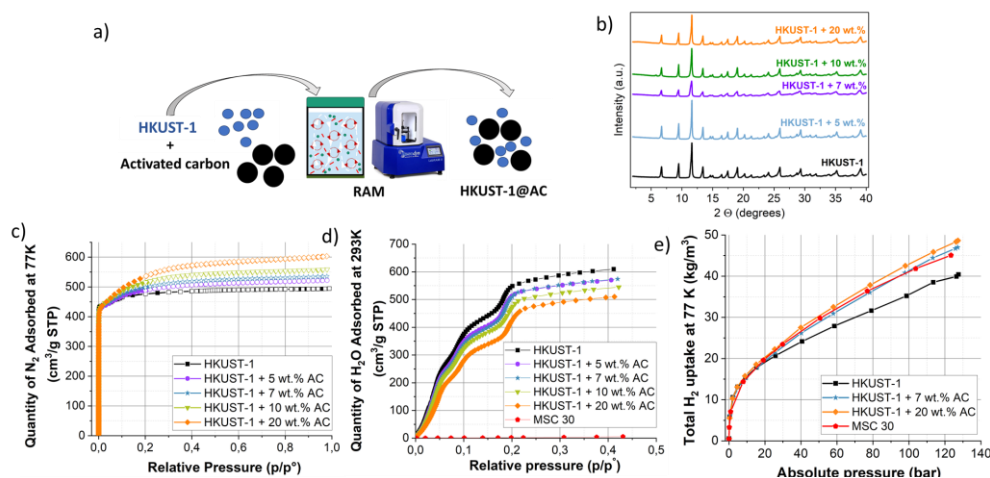 a)
HKUST-1
+
Activated carbon
RAM
HKUST-1@AC
b)
Intensity (a.u.)
HKUST-1 + 20 wt.%
HKUST-1 + 10 wt.%
HKUST-1 + 7 wt.%
HKUST-1 + 5 wt.%
HKUST-1
5 10 15 20 25 30 35 40
2 Θ (degrees)
c)
Quantity of N₂ Adsorbed at 77K
(cm³/g STP)
700
600
500
400
300
200
100
0
HKUST-1
HKUST-1 + 5 wt.% AC
HKUST-1 + 7 wt.% AC
HKUST-1 + 10 wt.% AC
HKUST-1 + 20 wt.% AC
0,0 0,2 0,4 0,6 0,8 1,0
Relative Pressure (p/p°)
d)
Quantity of H₂O Adsorbed at 293K
(cm³/g STP)
700
600
500
400
300
200
100
0
HKUST-1
HKUST-1 + 5 wt.% AC
HKUST-1 + 7 wt.% AC
HKUST-1 + 10 wt.% AC
HKUST-1 + 20 wt.% AC
MSC 30
0,0 0,1 0,2 0,3 0,4 0,5
Relative pressure (p/p°)
e)
Total H₂ uptake at 77 K (kg/m³)
60
50
40
30
20
10
0
HKUST-1
HKUST-1 + 7 wt.% AC
HKUST-1 + 20 wt.% AC
MSC 30
0 20 40 60 80 100 120 140
Absolute pressure (bar)